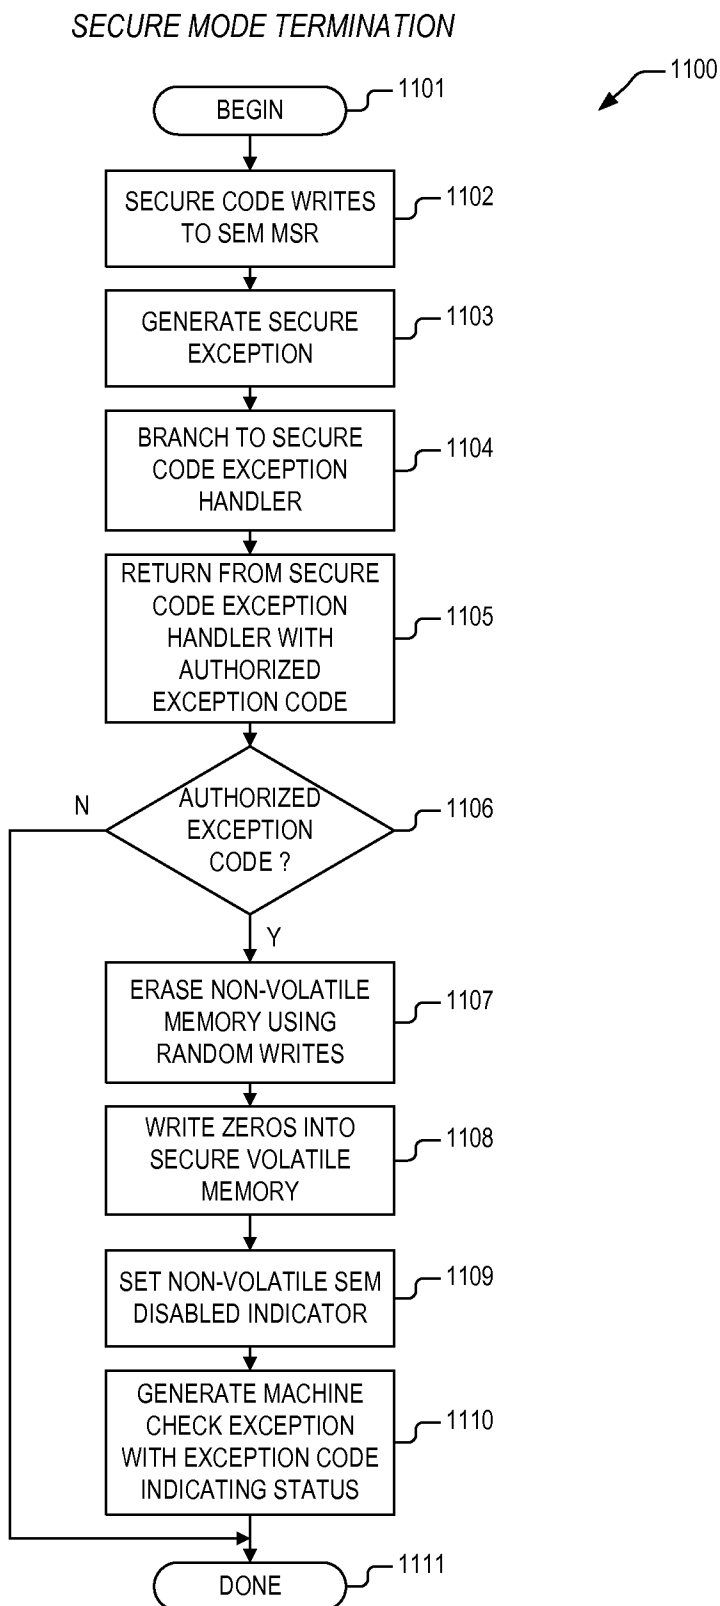 SECURE MODE TERMINATION
1100
BEGIN
1101
SECURE CODE WRITES
TO SEM MSR
1102
GENERATE SECURE
EXCEPTION
1103
BRANCH TO SECURE
CODE EXCEPTION
HANDLER
1104
RETURN FROM SECURE
CODE EXCEPTION
HANDLER WITH
AUTHORIZED
EXCEPTION CODE
1105
N
AUTHORIZED
EXCEPTION
CODE ?
1106
Y
ERASE NON-VOLATILE
MEMORY USING
RANDOM WRITES
1107
WRITE ZEROS INTO
SECURE VOLATILE
MEMORY
1108
SET NON-VOLATILE SEM
DISABLED INDICATOR
1109
GENERATE MACHINE
CHECK EXCEPTION
WITH EXCEPTION CODE
INDICATING STATUS
1110
DONE
1111